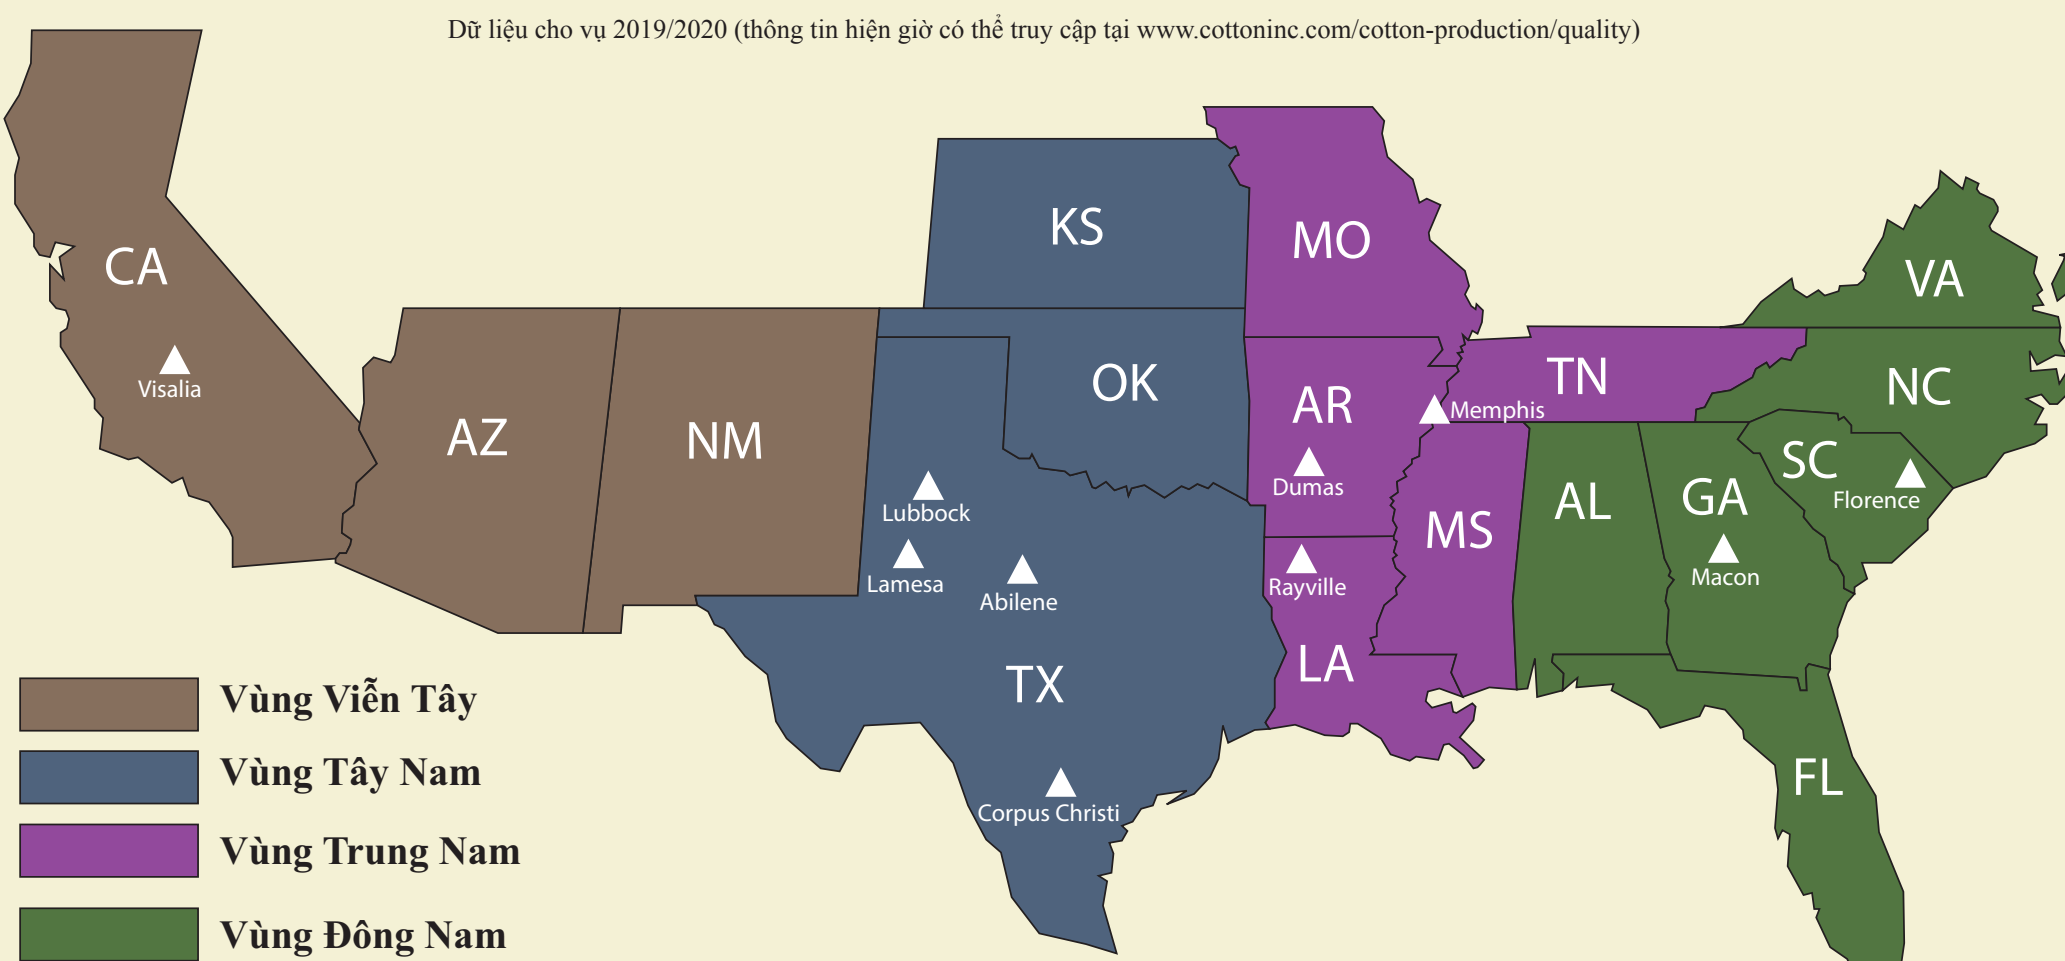 Dữ liệu cho vụ 2019/2020 (thông tin hiện giờ có thể truy cập tại www.cottoninc.com/cotton-production/quality)
CA
Visalia
AZ
NM
KS
OK
Lubbock
Lamesa
Abilene
TX
Corpus Christi
MO
AR
Dumas
Rayville
LA
MS
TN
Memphis
VA
NC
SC
Florence
GA
Macon
AL
FL
Vùng Viễn Tây
Vùng Tây Nam
Vùng Trung Nam
Vùng Đông Nam